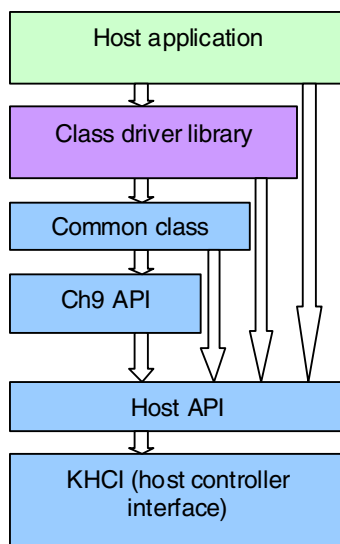 Host application
Class driver library
Common class
Ch9 API
Host API
KHCI (host controller
interface)